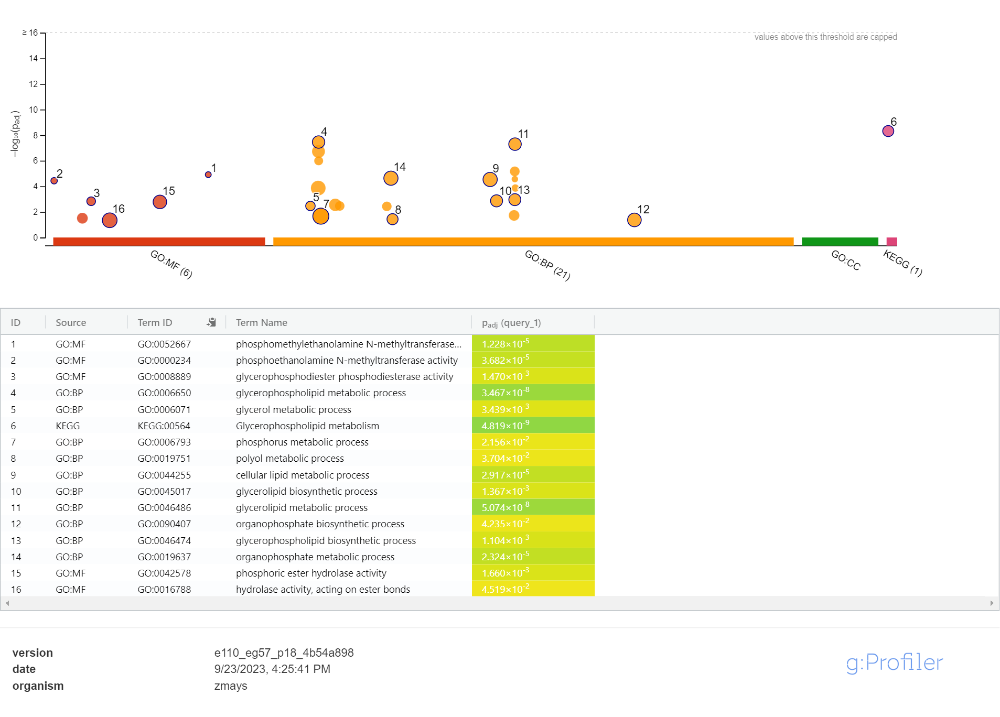 ≥ 16
values above this threshold are capped
14
12
10
8
6
4
2
0
−log₁₀(padj)
2
3
16
15
1
4
5
7
14
8
9
10
11
13
12
6
GO:MF (6)
GO:BP (21)
GO:CC
KEGG (1)
ID Source Term ID Term Name padj (query_1)
1 GO:MF GO:0052667 phosphomethylethanolamine N-methyltransferase... 1.228×10⁻⁵
2 GO:MF GO:0000234 phosphoethanolamine N-methyltransferase activity 3.682×10⁻⁵
3 GO:MF GO:0008889 glycerophosphodiester phosphodiesterase activity 1.470×10⁻³
4 GO:BP GO:0006650 glycerophospholipid metabolic process 3.467×10⁻⁸
5 GO:BP GO:0006071 glycerol metabolic process 3.439×10⁻³
6 KEGG KEGG:00564 Glycerophospholipid metabolism 4.819×10⁻⁹
7 GO:BP GO:0006793 phosphorus metabolic process 2.156×10⁻²
8 GO:BP GO:0019751 polyol metabolic process 3.704×10⁻²
9 GO:BP GO:0044255 cellular lipid metabolic process 2.917×10⁻⁵
10 GO:BP GO:0045017 glycerolipid biosynthetic process 1.367×10⁻³
11 GO:BP GO:0046486 glycerolipid metabolic process 5.074×10⁻⁸
12 GO:BP GO:0090407 organophosphate biosynthetic process 4.235×10⁻²
13 GO:BP GO:0046474 glycerophospholipid biosynthetic process 1.104×10⁻³
14 GO:BP GO:0019637 organophosphate metabolic process 2.324×10⁻⁵
15 GO:MF GO:0042578 phosphoric ester hydrolase activity 1.660×10⁻³
16 GO:MF GO:0016788 hydrolase activity, acting on ester bonds 4.519×10⁻²
version e110_eg57_p18_4b54a898
date 9/23/2023, 4:25:41 PM
organism zmays
g:Profiler